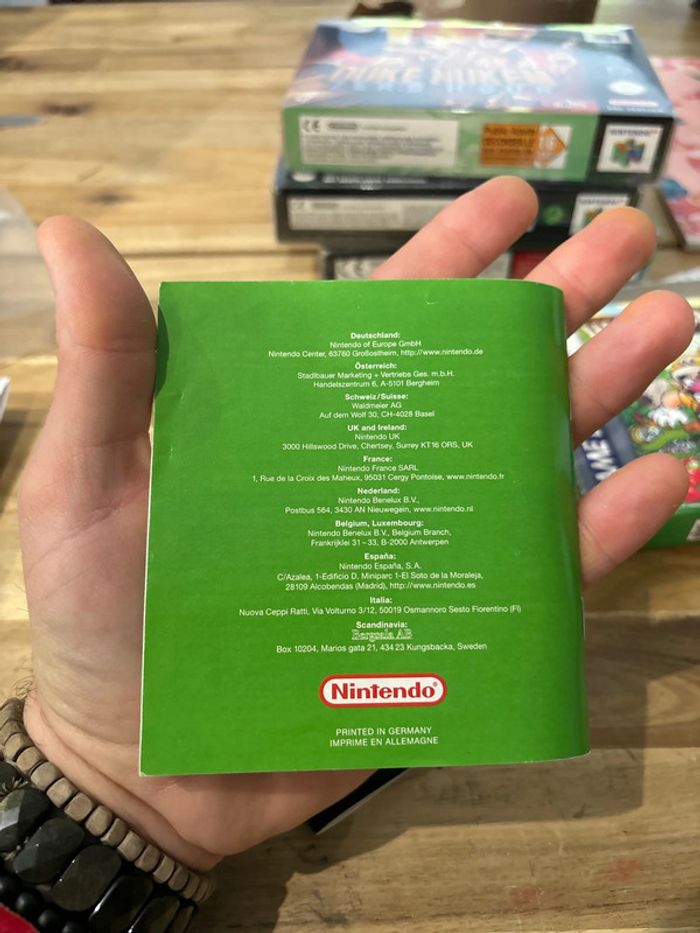 DUKE NUKEM
ZERO HOUR
CE
NINTENDO 64
CE
Deutschland:
Nintendo of Europe GmbH
Nintendo Center, 63760 Großostheim, http://www.nintendo.de
Österreich:
Stadlbauer Marketing + Vertriebs Ges. m.b.H.
Handelszentrum 6, A-5101 Bergheim
Schweiz/Suisse:
Waldmeier AG
Auf dem Wolf 30, CH-4028 Basel
UK and Ireland:
Nintendo UK
3000 Hillswood Drive, Chertsey, Surrey KT16 ORS, UK
France:
Nintendo France SARL
1, Rue de la Croix des Maheux, 95031 Cergy Pontoise, www.nintendo.fr
Nederland:
Nintendo Benelux B.V.,
Postbus 564, 3430 AN Nieuwegein, www.nintendo.nl
Belgium, Luxembourg:
Nintendo Benelux B.V., Belgium Branch,
Frankrijklei 31–33, B-2000 Antwerpen
España:
Nintendo España, S.A.
C/Azalea, 1-Edificio D, Miniparc 1-El Soto de la Moraleja,
28109 Alcobendas (Madrid), http://www.nintendo.es
Italia:
Nuova Ceppi Ratti, Via Volturno 3/12, 50019 Osmannoro Sesto Fiorentino (FI)
Scandinavia:
Bergsala AB
Box 10204, Marios gata 21, 434 23 Kungsbacka, Sweden
Nintendo®
PRINTED IN GERMANY
IMPRIME EN ALLEMAGNE